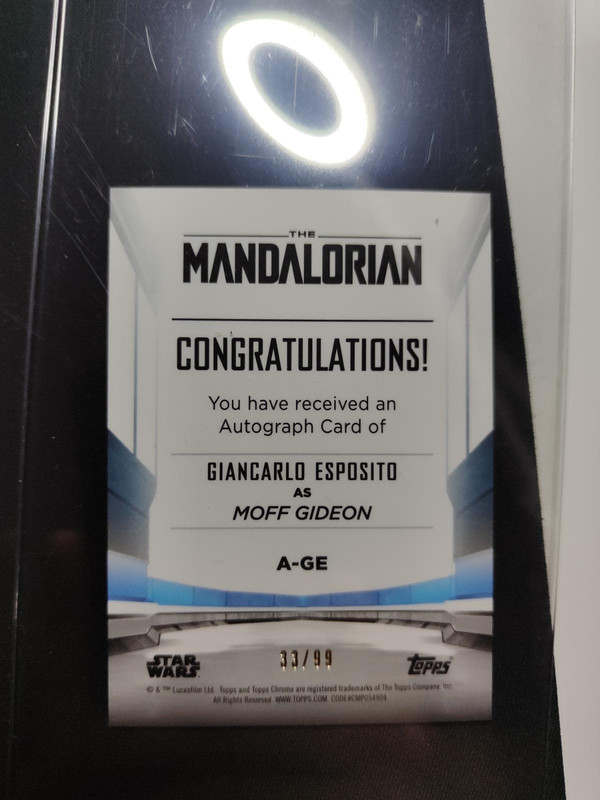 THE
MANDALORIAN
CONGRATULATIONS!
You have received an
Autograph Card of
GIANCARLO ESPOSITO
AS
MOFF GIDEON
A-GE
STAR
WARS
33/99
Topps
© & ™ Lucasfilm Ltd. Topps and Topps Chrome are registered trademarks of The Topps Company, Inc.
All Rights Reserved. WWW.TOPPS.COM. CODE#CMP054904